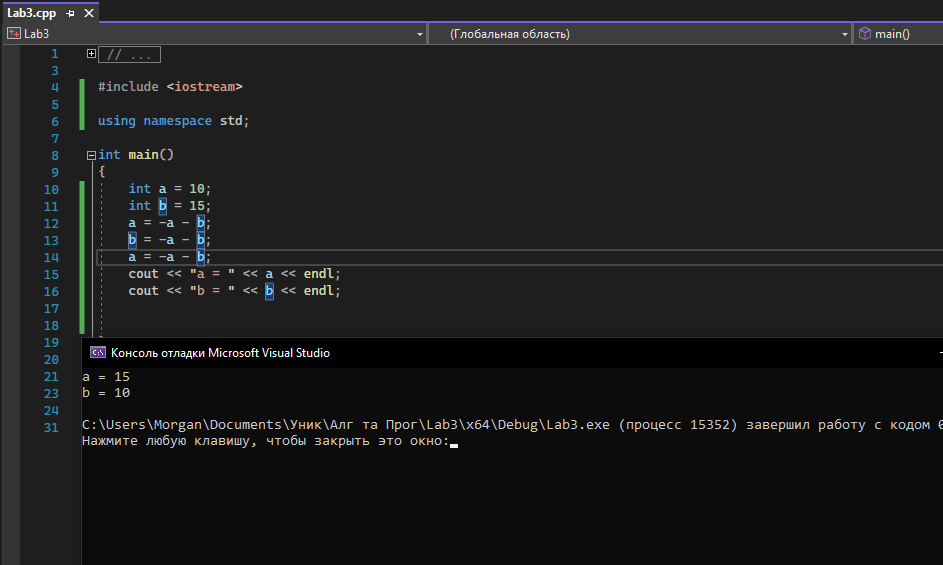 Lab3.cpp
Lab3 (Глобальная область) main()
1 // ...
3
4 #include <iostream>
5
6 using namespace std;
7
8 int main()
9 {
10 int a = 10;
11 int b = 15;
12 a = -a - b;
13 b = -a - b;
14 a = -a - b;
15 cout << "a = " << a << endl;
16 cout << "b = " << b << endl;
17
18
19
20 Консоль отладки Microsoft Visual Studio
21 a = 15
23 b = 10
24
31 C:\Users\Morgan\Documents\Уник\Алг та Прог\Lab3\x64\Debug\Lab3.exe (процесс 15352) завершил работу с кодом 0
Нажмите любую клавишу, чтобы закрыть это окно: